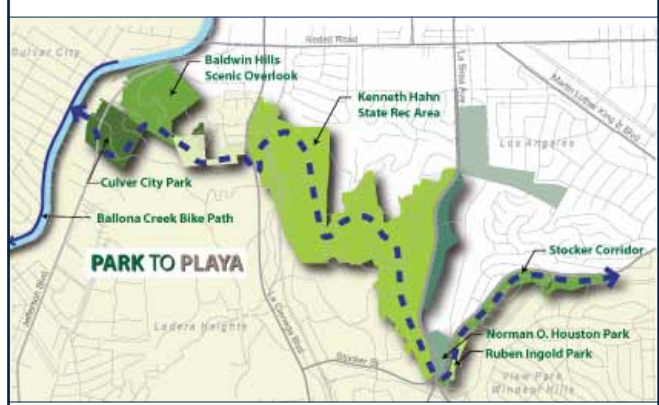 Culver City
Rodeo Road
Baldwin Hills
Scenic Overlook
La Brea Ave
Martin Luther King Jr Blvd
Kenneth Hahn
State Rec Area
Los Angeles
Culver City Park
Ballona Creek Bike Path
PARK TO PLAYA
Stocker Corridor
Jefferson Blvd
La Cienega Blvd
Ladera Heights
Stocker St
Norman O. Houston Park
Ruben Ingold Park
View Park
Windsor Hills